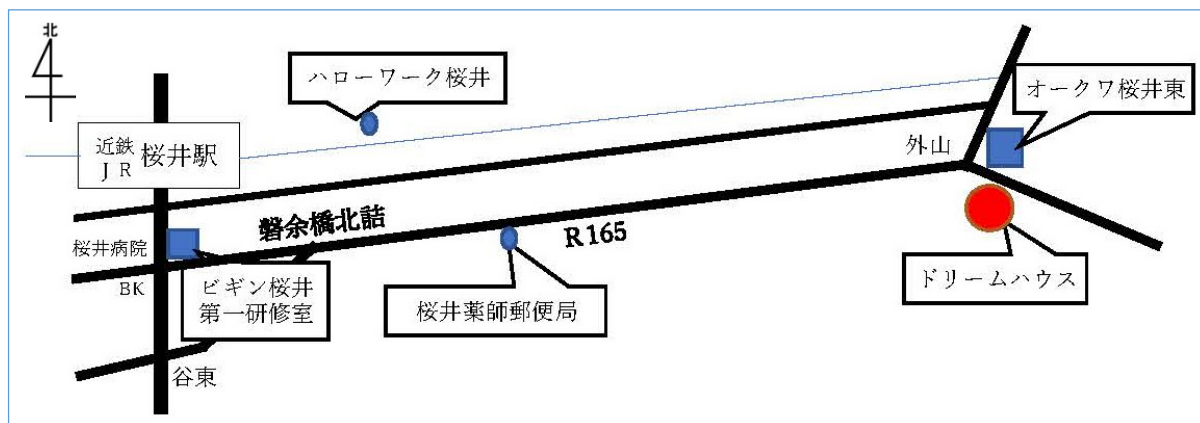 北
ハローワーク桜井
オークワ桜井東
近鉄
JR
桜井駅
外山
磐余橋北詰
R165
桜井病院
BK
ビギン桜井
第一研修室
桜井薬師郵便局
ドリームハウス
谷東